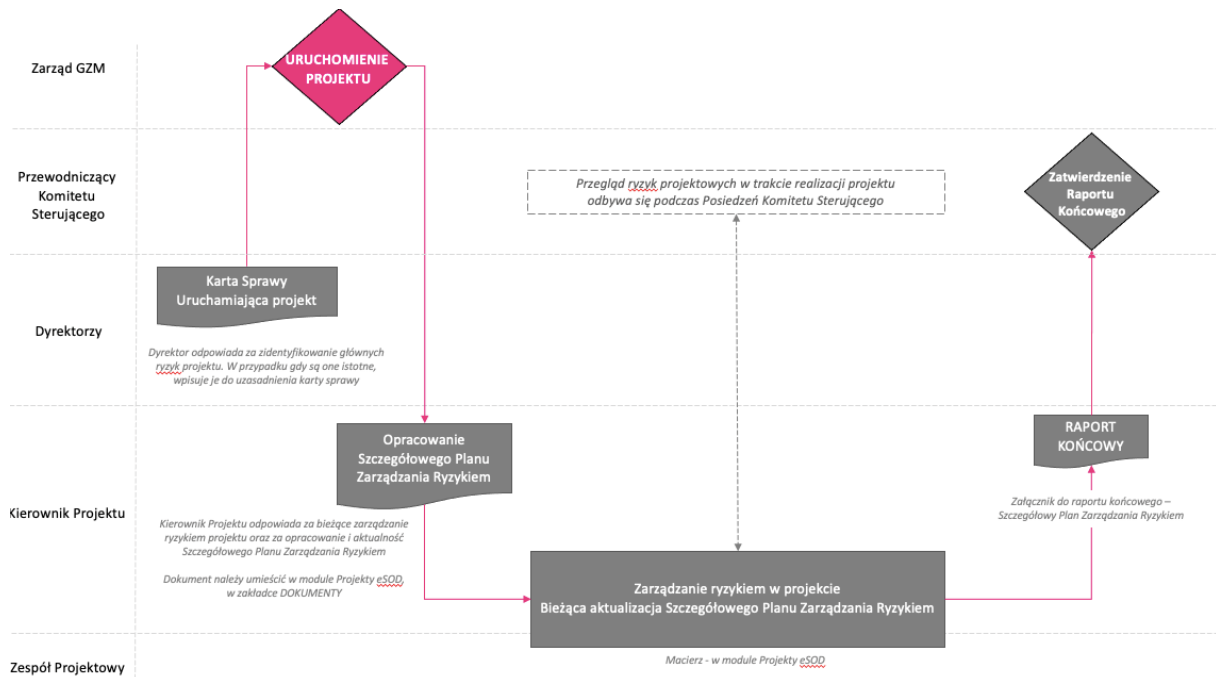 Zarząd GZM
URUCHOMIENIE
PROJEKTU
Przewodniczący
Komitetu
Sterującego
Przegląd ryzyk projektowych w trakcie realizacji projektu
odbywa się podczas Posiedzeń Komitetu Sterującego
Zatwierdzenie
Raportu
Końcowego
Dyrektorzy
Karta Sprawy
Uruchamiająca projekt
Dyrektor odpowiada za zidentyfikowanie głównych
ryzyk projektu. W przypadku gdy są one istotne,
wpisuje je do uzasadnienia karty sprawy
Kierownik Projektu
Opracowanie
Szczegółowego Planu
Zarządzania Ryzykiem
Kierownik Projektu odpowiada za bieżące zarządzanie
ryzykiem projektu oraz za opracowanie i aktualność
Szczegółowego Planu Zarządzania Ryzykiem
Dokument należy umieścić w module Projekty eSOD,
w zakładce DOKUMENTY
Zarządzanie ryzykiem w projekcie
Bieżąca aktualizacja Szczegółowego Planu Zarządzania Ryzykiem
RAPORT
KOŃCOWY
Załącznik do raportu końcowego –
Szczegółowy Plan Zarządzania Ryzykiem
Zespół Projektowy
Macierz - w module Projekty eSOD